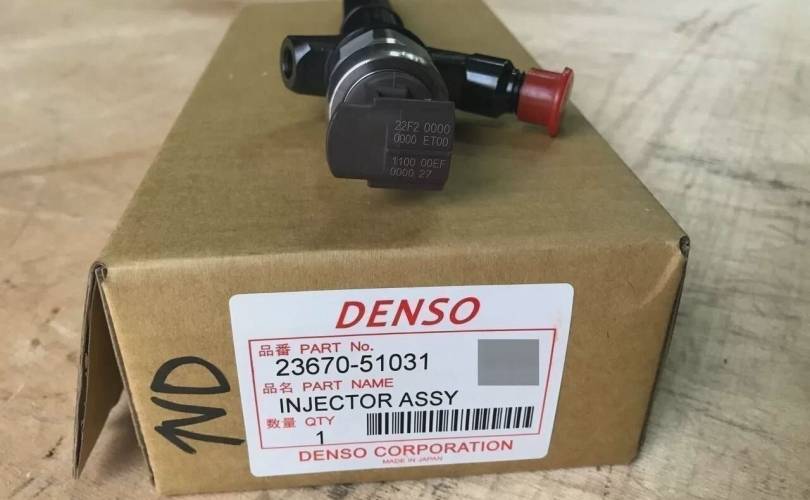 22F2 0000
0000 ET00
1100 00EF
0000 27
DENSO
品番 PART No.
23670-51031
品名 PART NAME
INJECTOR ASSY
数量 QTY
1
DENSO CORPORATION
MADE IN JAPAN
ND